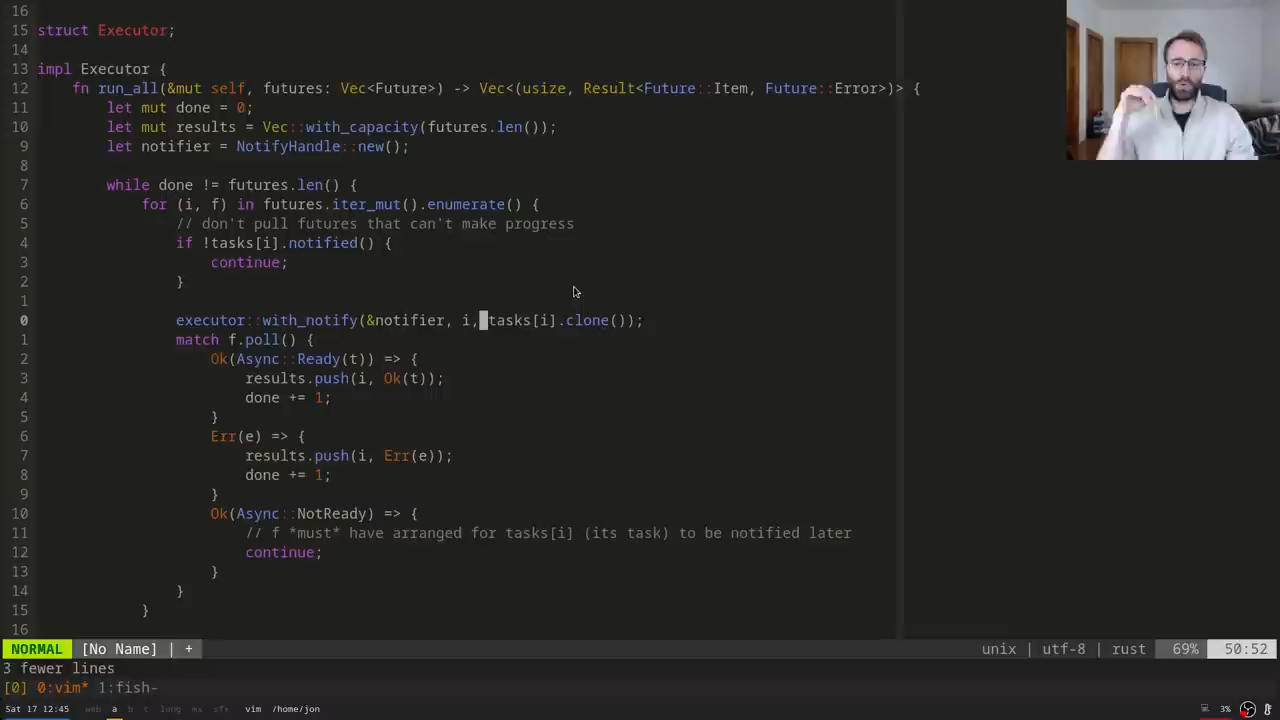 16
15 struct Executor;
14
13 impl Executor {
12 fn run_all(&mut self, futures: Vec<Future>) -> Vec<(usize, Result<Future::Item, Future::Error>)> {
11 let mut done = 0;
10 let mut results = Vec::with_capacity(futures.len());
9 let notifier = NotifyHandle::new();
8
7 while done != futures.len() {
6 for (i, f) in futures.iter_mut().enumerate() {
5 // don't pull futures that can't make progress
4 if !tasks[i].notified() {
3 continue;
2 }
1
0 executor::with_notify(&notifier, i, tasks[i].clone());
1 match f.poll() {
2 Ok(Async::Ready(t)) => {
3 results.push(i, Ok(t));
4 done += 1;
5 }
6 Err(e) => {
7 results.push(i, Err(e));
8 done += 1;
9 }
10 Ok(Async::NotReady) => {
11 // f *must* have arranged for tasks[i] (its task) to be notified later
12 continue;
13 }
14 }
15 }
16
NORMAL [No Name] | + unix | utf-8 | rust 69% 50:52
3 fewer lines
[0] 0:vim* 1:fish-
Sat 17 12:45 web a b t lung mx sfx vim /home/jon 3%